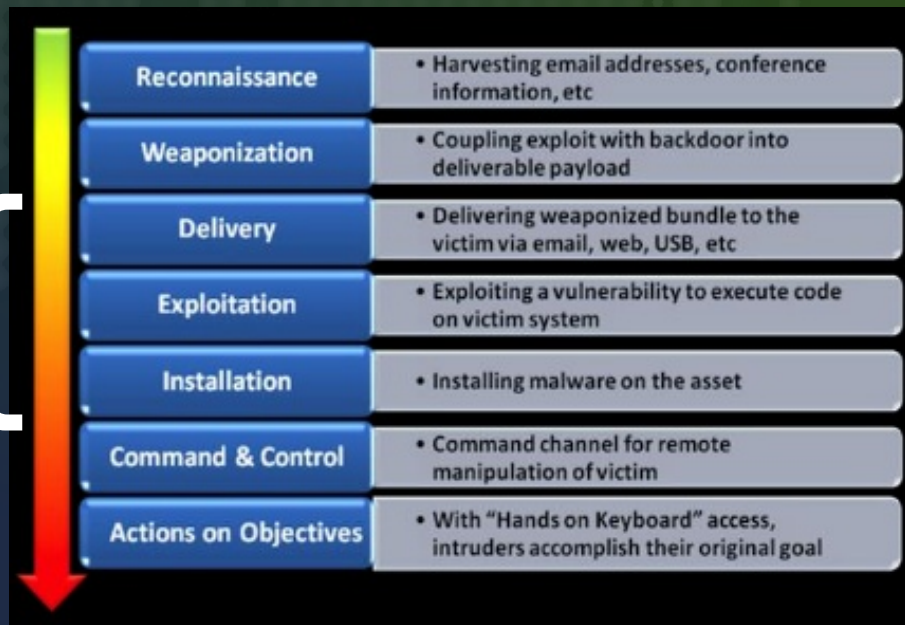 Reconnaissance
• Harvesting email addresses, conference
information, etc
Weaponization
• Coupling exploit with backdoor into
deliverable payload
Delivery
• Delivering weaponized bundle to the
victim via email, web, USB, etc
Exploitation
• Exploiting a vulnerability to execute code
on victim system
Installation
• Installing malware on the asset
Command & Control
• Command channel for remote
manipulation of victim
Actions on Objectives
• With “Hands on Keyboard” access,
intruders accomplish their original goal